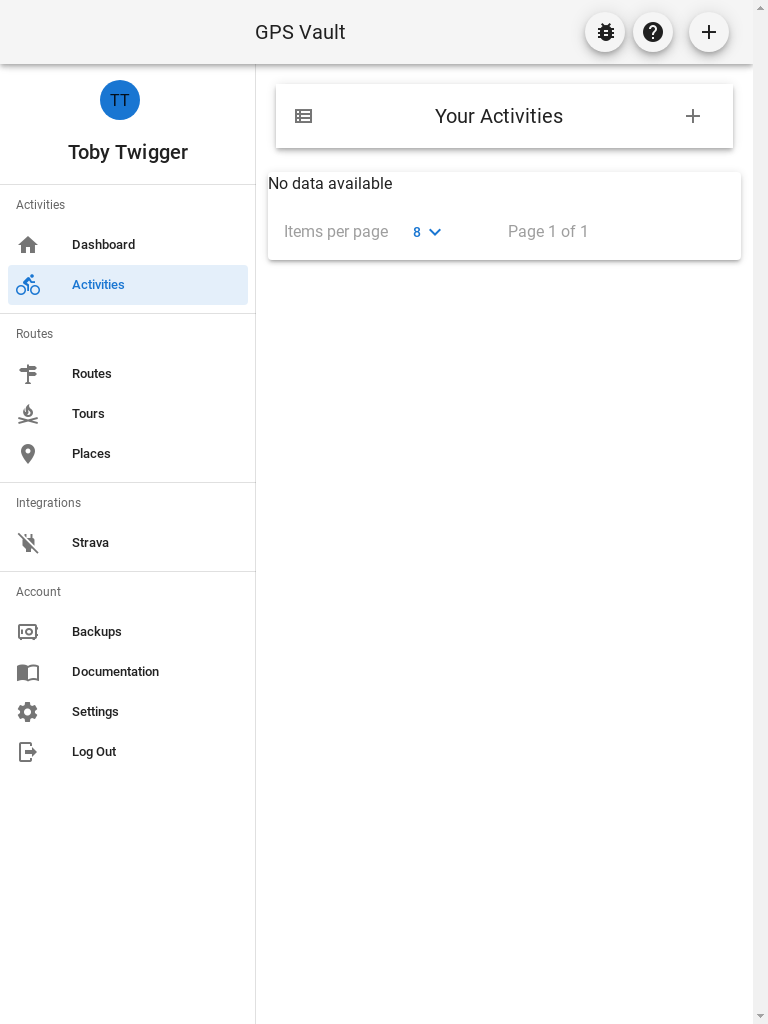 GPS Vault
TT
Toby Twigger
Activities
Dashboard
Activities
Routes
Routes
Tours
Places
Integrations
Strava
Account
Backups
Documentation
Settings
Log Out
Your Activities
No data available
Items per page 8 Page 1 of 1